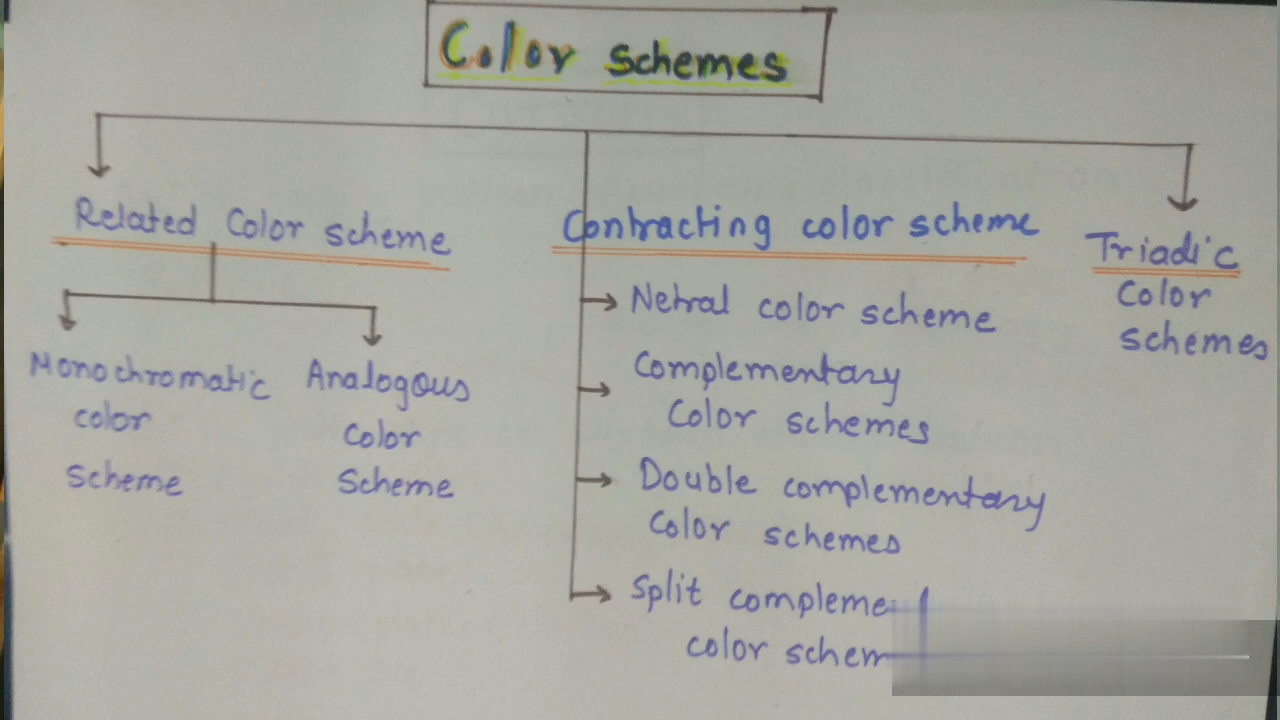 Color schemes
Related Color scheme
Monochromatic
color
scheme
Analogous
Color
Scheme
Contracting color scheme
Netral color scheme
Complementary
Color schemes
Double complementary
Color schemes
Split
color
Triadic
Color
schemes